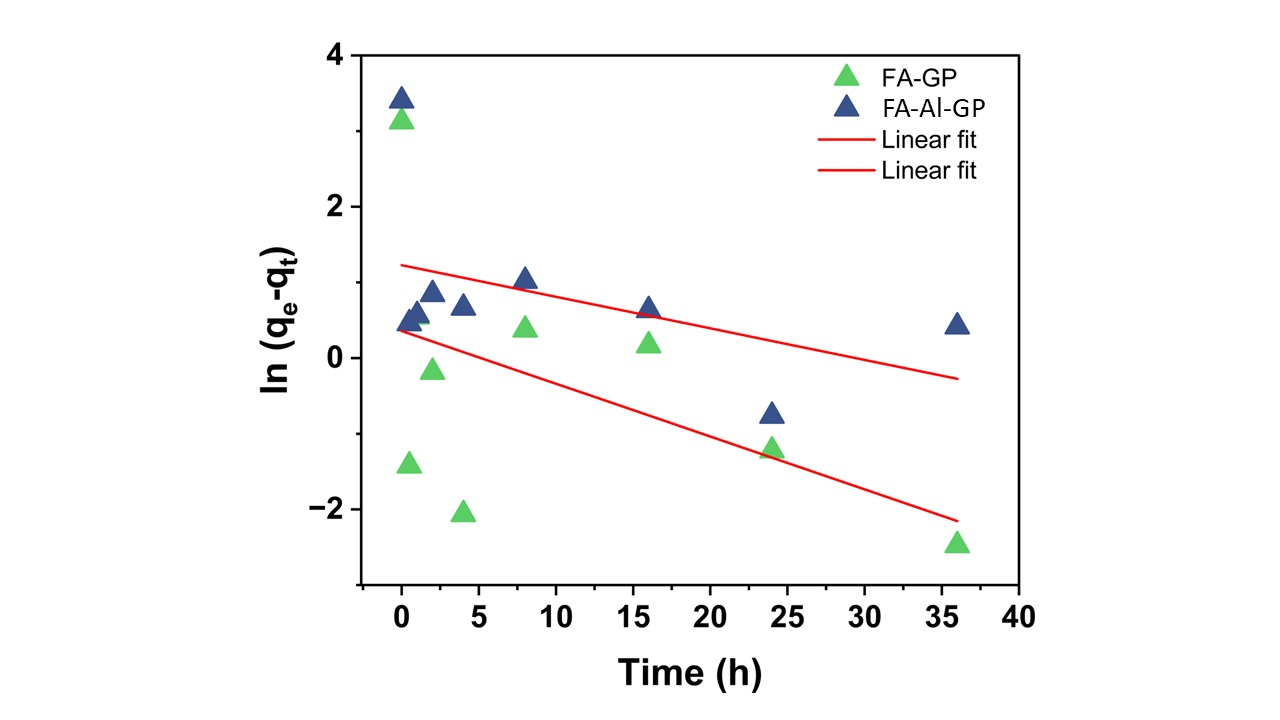 FA-GP
FA-Al-GP
Linear fit
Linear fit
4
2
0
−2
ln (qe-qt)
0 5 10 15 20 25 30 35 40
Time (h)